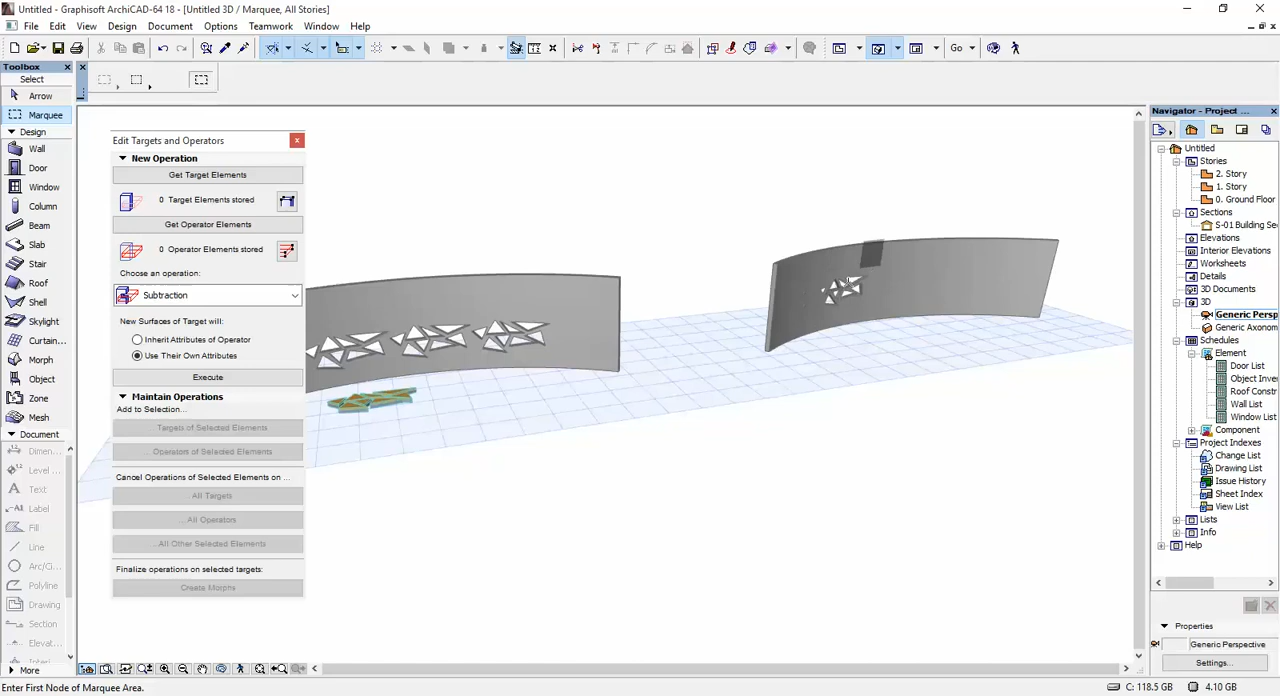 Untitled - Graphisoft ArchiCAD-64 18 - [Untitled 3D / Marquee, All Stories]
File Edit View Design Document Options Teamwork Window Help
Go
Toolbox
Select
Arrow
Marquee
Design
Wall
Door
Window
Column
Beam
Slab
Stair
Roof
Shell
Skylight
Curtain...
Morph
Object
Zone
Mesh
Document
Dimen...
Level ...
Text
Label
Fill
Line
Arc/Ci...
Polyline
Drawing
Section
Elevat...
Interi...
More
Edit Targets and Operators
New Operation
Get Target Elements
0 Target Elements stored
Get Operator Elements
0 Operator Elements stored
Choose an operation:
Subtraction
New Surfaces of Target will:
Inherit Attributes of Operator
Use Their Own Attributes
Execute
Maintain Operations
Add to Selection...
... Targets of Selected Elements
... Operators of Selected Elements
Cancel Operations of Selected Elements on ...
... All Targets
... All Operators
... All Other Selected Elements
Finalize operations on selected targets:
Create Morphs
Navigator - Project ...
Untitled
Stories
2. Story
1. Story
0. Ground Floor
Sections
S-01 Building Se
Elevations
Interior Elevations
Worksheets
Details
3D Documents
3D
Generic Persp
Generic Axonom
Schedules
Element
Door List
Object Inve
Roof Constr
Wall List
Window List
Component
Project Indexes
Change List
Drawing List
Issue History
Sheet Index
View List
Lists
Info
Help
Properties
Generic Perspective
Settings...
Enter First Node of Marquee Area.
C: 118.5 GB
4.10 GB